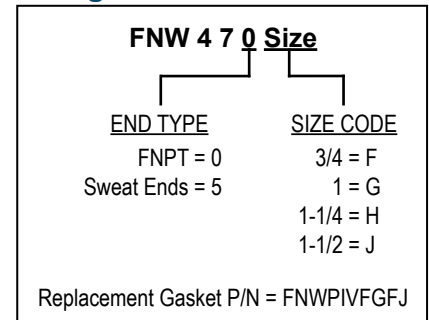 FNW 4 7 0 Size
END TYPE SIZE CODE
FNPT = 0 3/4 = F
Sweat Ends = 5 1 = G
1-1/4 = H
1-1/2 = J
Replacement Gasket P/N = FNWPIVFGFJ